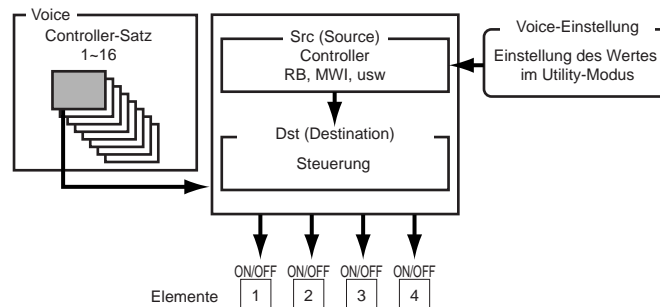 Voice
Controller-Satz
1~16
Src (Source)
Controller
RB, MWI, usw
Dst (Destination)
Steuerung
Voice-Einstellung
Einstellung des Wertes
im Utility-Modus
ON/OFF ON/OFF ON/OFF ON/OFF
Elemente 1 2 3 4